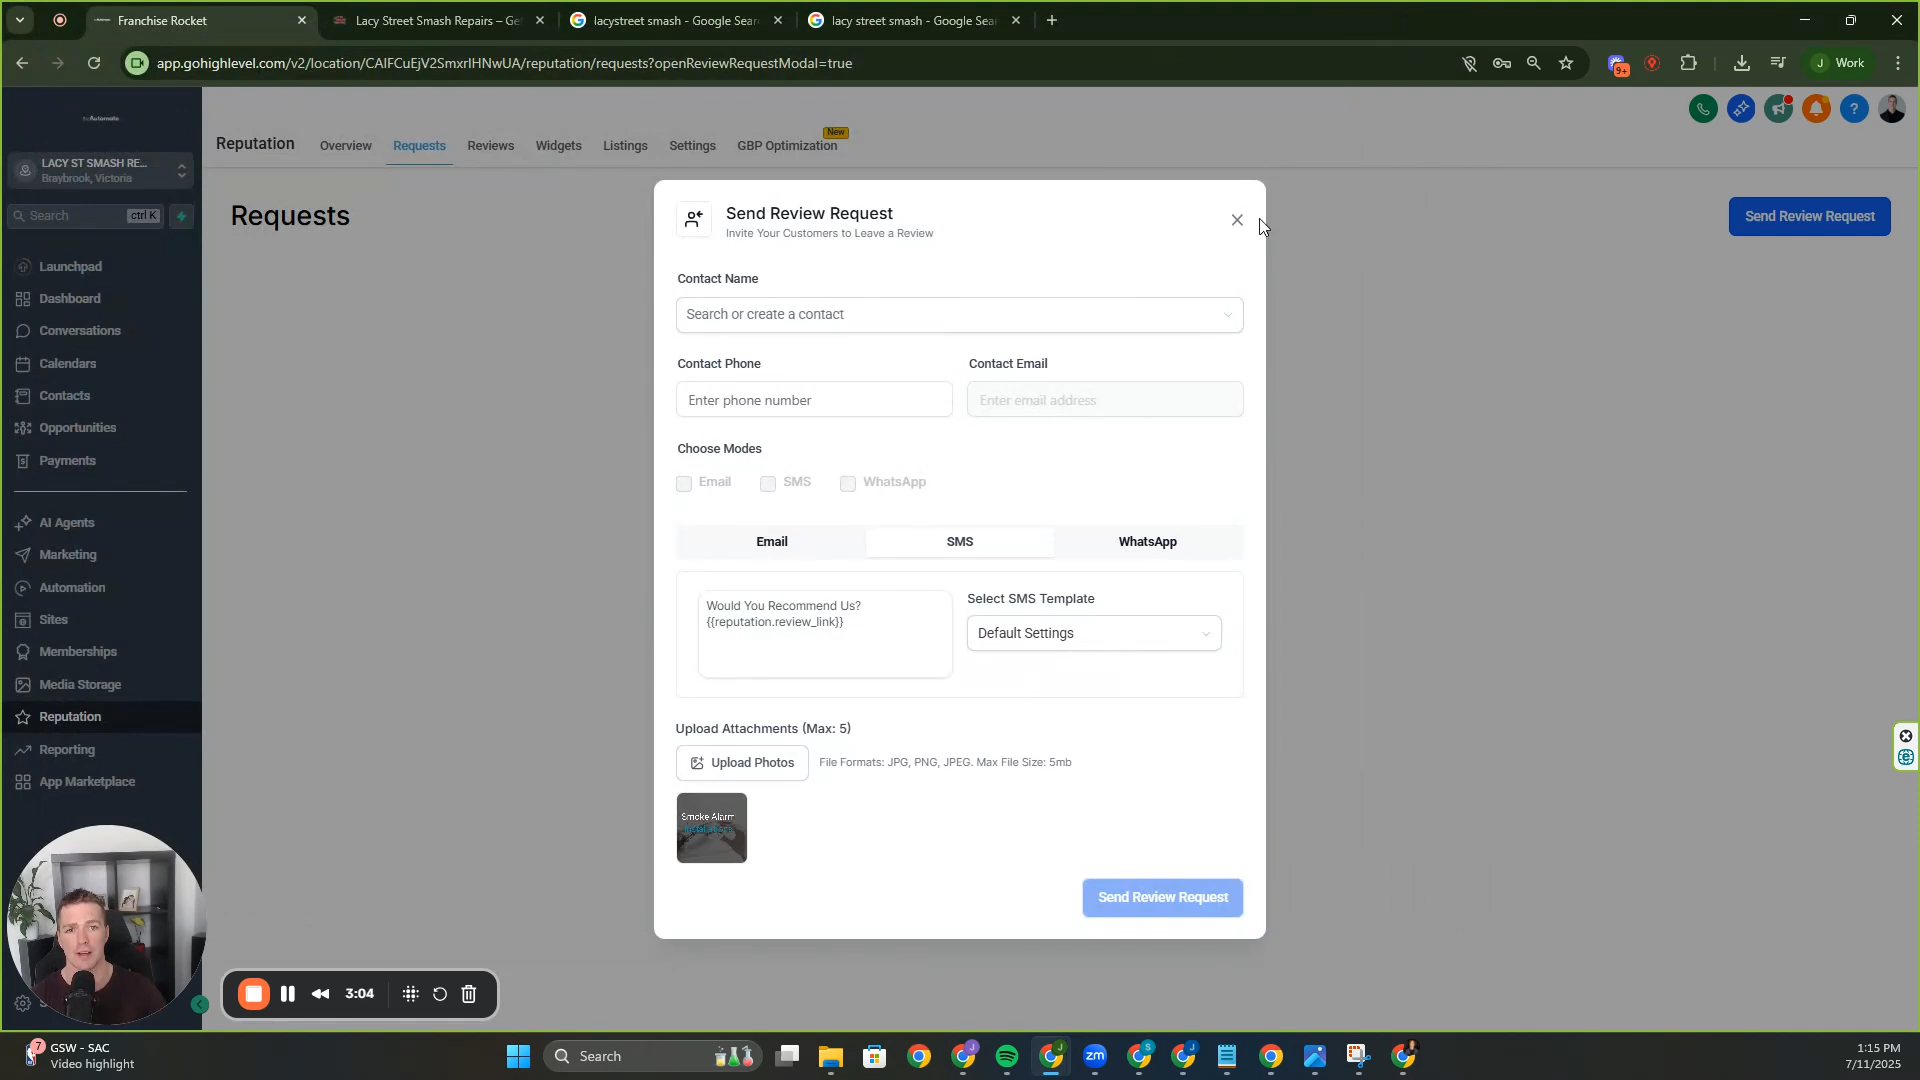 Franchise Rocket
Lacy Street Smash Repairs – Ge
lacystreet smash - Google Sear
lacy street smash - Google Sea
app.gohighlevel.com/v2/location/CAIFCuEjV2SmxrIHNwUA/reputation/requests?openReviewRequestModal=true
9+
J Work
LACY ST SMASH RE...
Braybrook, Victoria
Search ctrl K
Launchpad
Dashboard
Conversations
Calendars
Contacts
Opportunities
Payments
AI Agents
Marketing
Automation
Sites
Memberships
Media Storage
Reputation
Reporting
App Marketplace
Reputation
Overview
Requests
Reviews
Widgets
Listings
Settings
GBP Optimization
New
Requests
Send Review Request
Send Review Request
Invite Your Customers to Leave a Review
Contact Name
Search or create a contact
Contact Phone
Contact Email
Enter phone number
Enter email address
Choose Modes
Email
SMS
WhatsApp
Email
SMS
WhatsApp
Would You Recommend Us?
{{reputation.review_link}}
Select SMS Template
Default Settings
Upload Attachments (Max: 5)
Upload Photos
File Formats: JPG, PNG, JPEG. Max File Size: 5mb
Smoke Alarm
Installations
Send Review Request
3:04
7
GSW - SAC
Video highlight
Search
zm
1:15 PM
7/11/2025